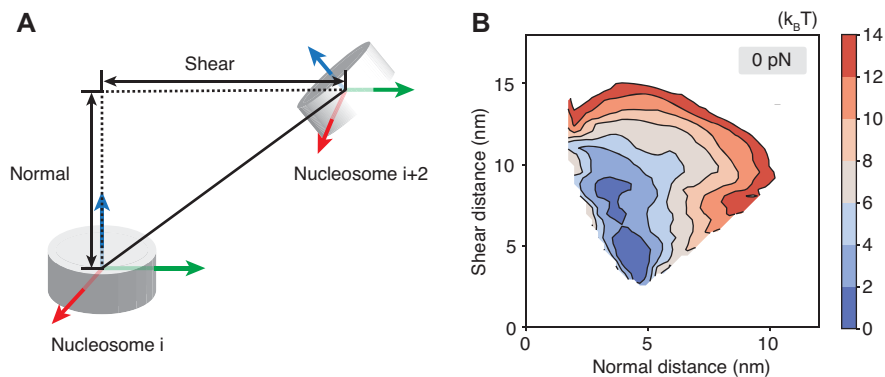 A
Shear
Normal
Nucleosome i+2
Nucleosome i
B
(kBT)
0 pN
Shear distance (nm)
15
10
5
0
0
5
10
Normal distance (nm)
14
12
10
8
6
4
2
0